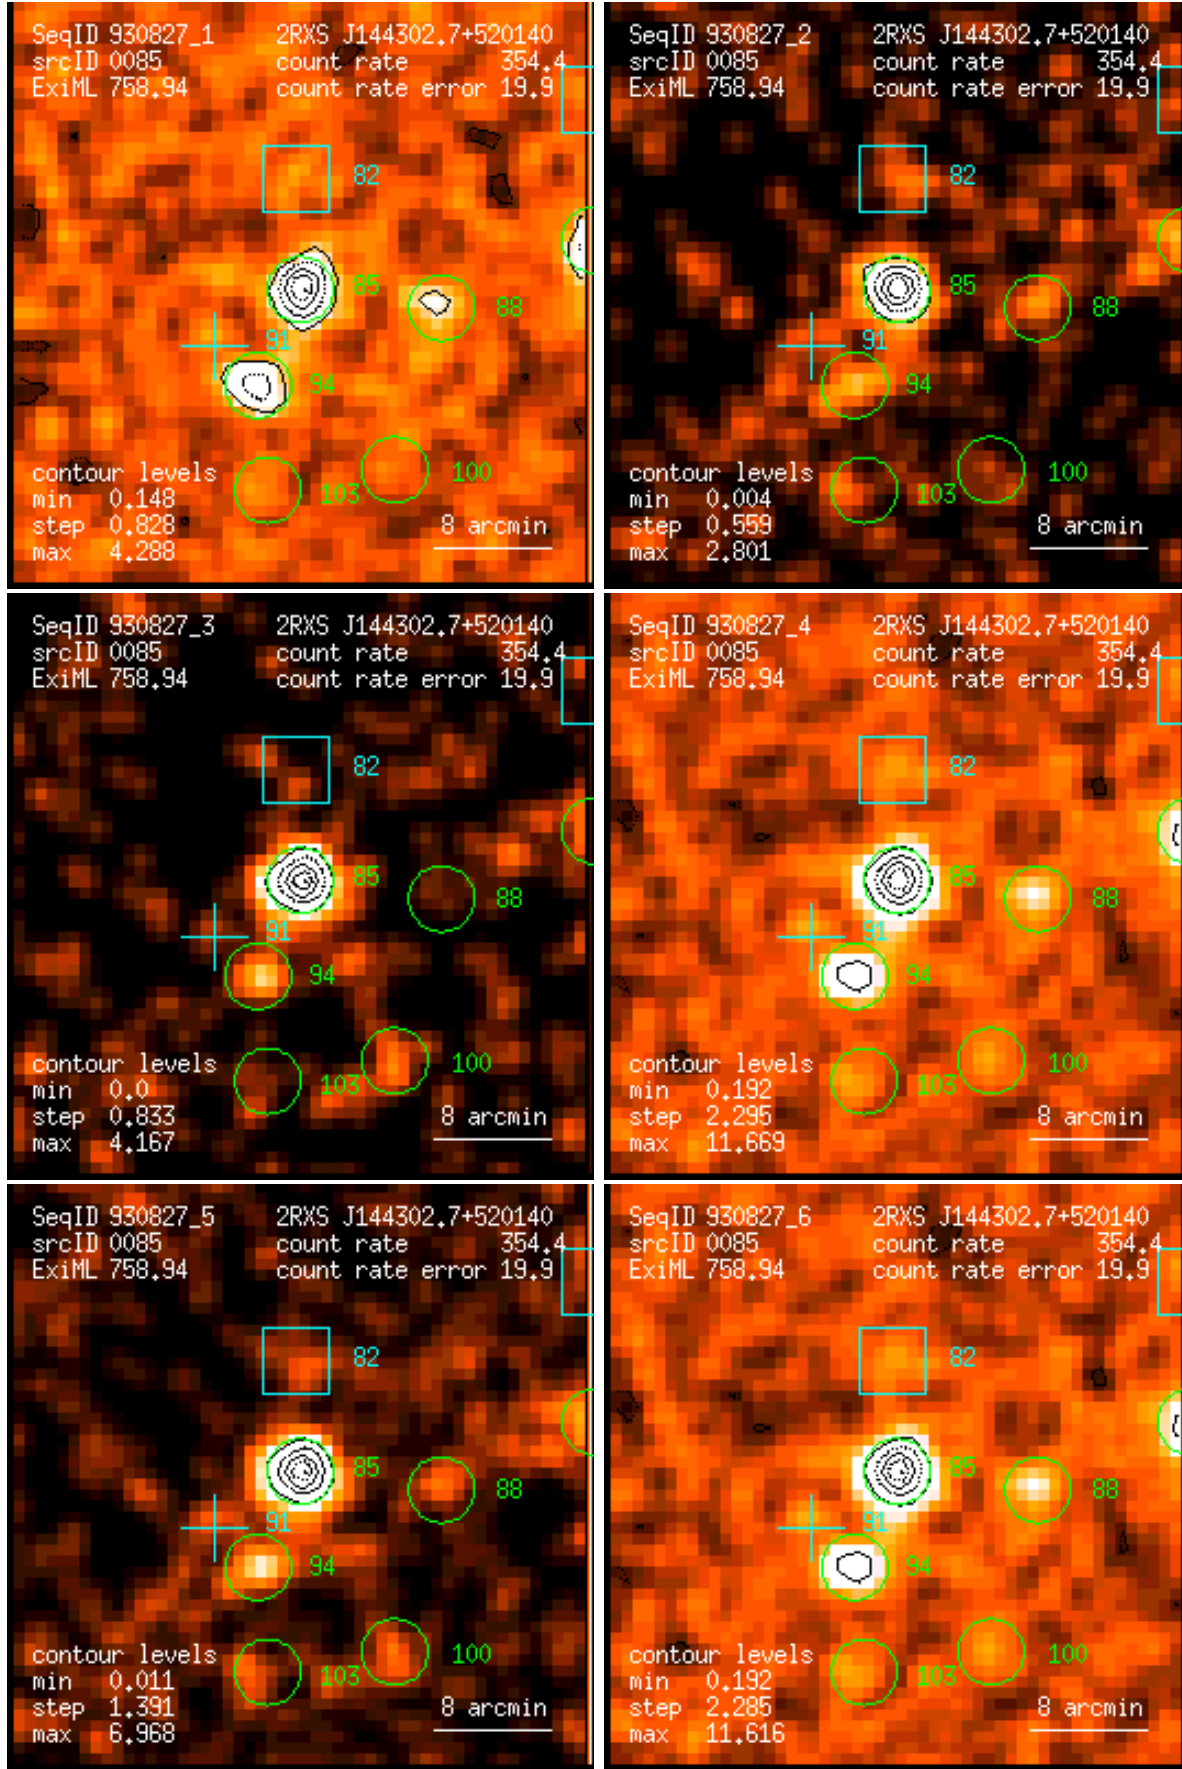 SeqID 930827_1 2RXS J144302.7+520140
srcID 0085 count rate 354.4
ExiML 758.94 count rate error 19.9
82
85
88
91
94
100
103
contour levels
min 0.148
step 0.828 8 arcmin
max 4.288
SeqID 930827_2 2RXS J144302.7+520140
srcID 0085 count rate 354.4
ExiML 758.94 count rate error 19.9
82
85
88
91
94
100
103
contour levels
min 0.004
step 0.559 8 arcmin
max 2.801
SeqID 930827_3 2RXS J144302.7+520140
srcID 0085 count rate 354.4
ExiML 758.94 count rate error 19.9
82
85
88
91
94
100
103
contour levels
min 0.0
step 0.833 8 arcmin
max 4.167
SeqID 930827_4 2RXS J144302.7+520140
srcID 0085 count rate 354.4
ExiML 758.94 count rate error 19.9
82
85
88
91
94
100
103
contour levels
min 0.192
step 2.295 8 arcmin
max 11.669
SeqID 930827_5 2RXS J144302.7+520140
srcID 0085 count rate 354.4
ExiML 758.94 count rate error 19.9
82
85
88
91
94
100
103
contour levels
min 0.011
step 1.391 8 arcmin
max 6.968
SeqID 930827_6 2RXS J144302.7+520140
srcID 0085 count rate 354.4
ExiML 758.94 count rate error 19.9
82
85
88
91
94
100
103
contour levels
min 0.192
step 2.285 8 arcmin
max 11.616